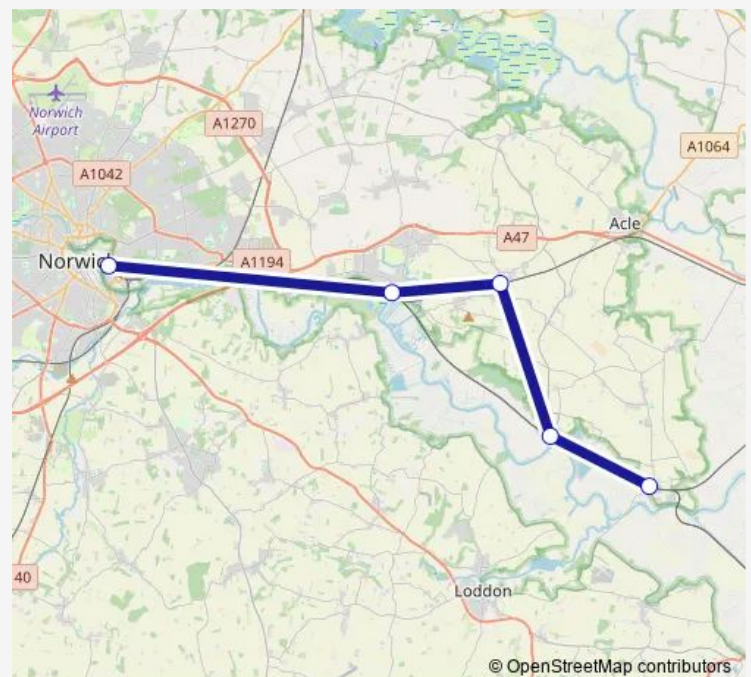 Norwich
Airport
A1270
A1042
A1064
Acle
A47
Norwich
A1194
40
Loddon
© OpenStreetMap contributors